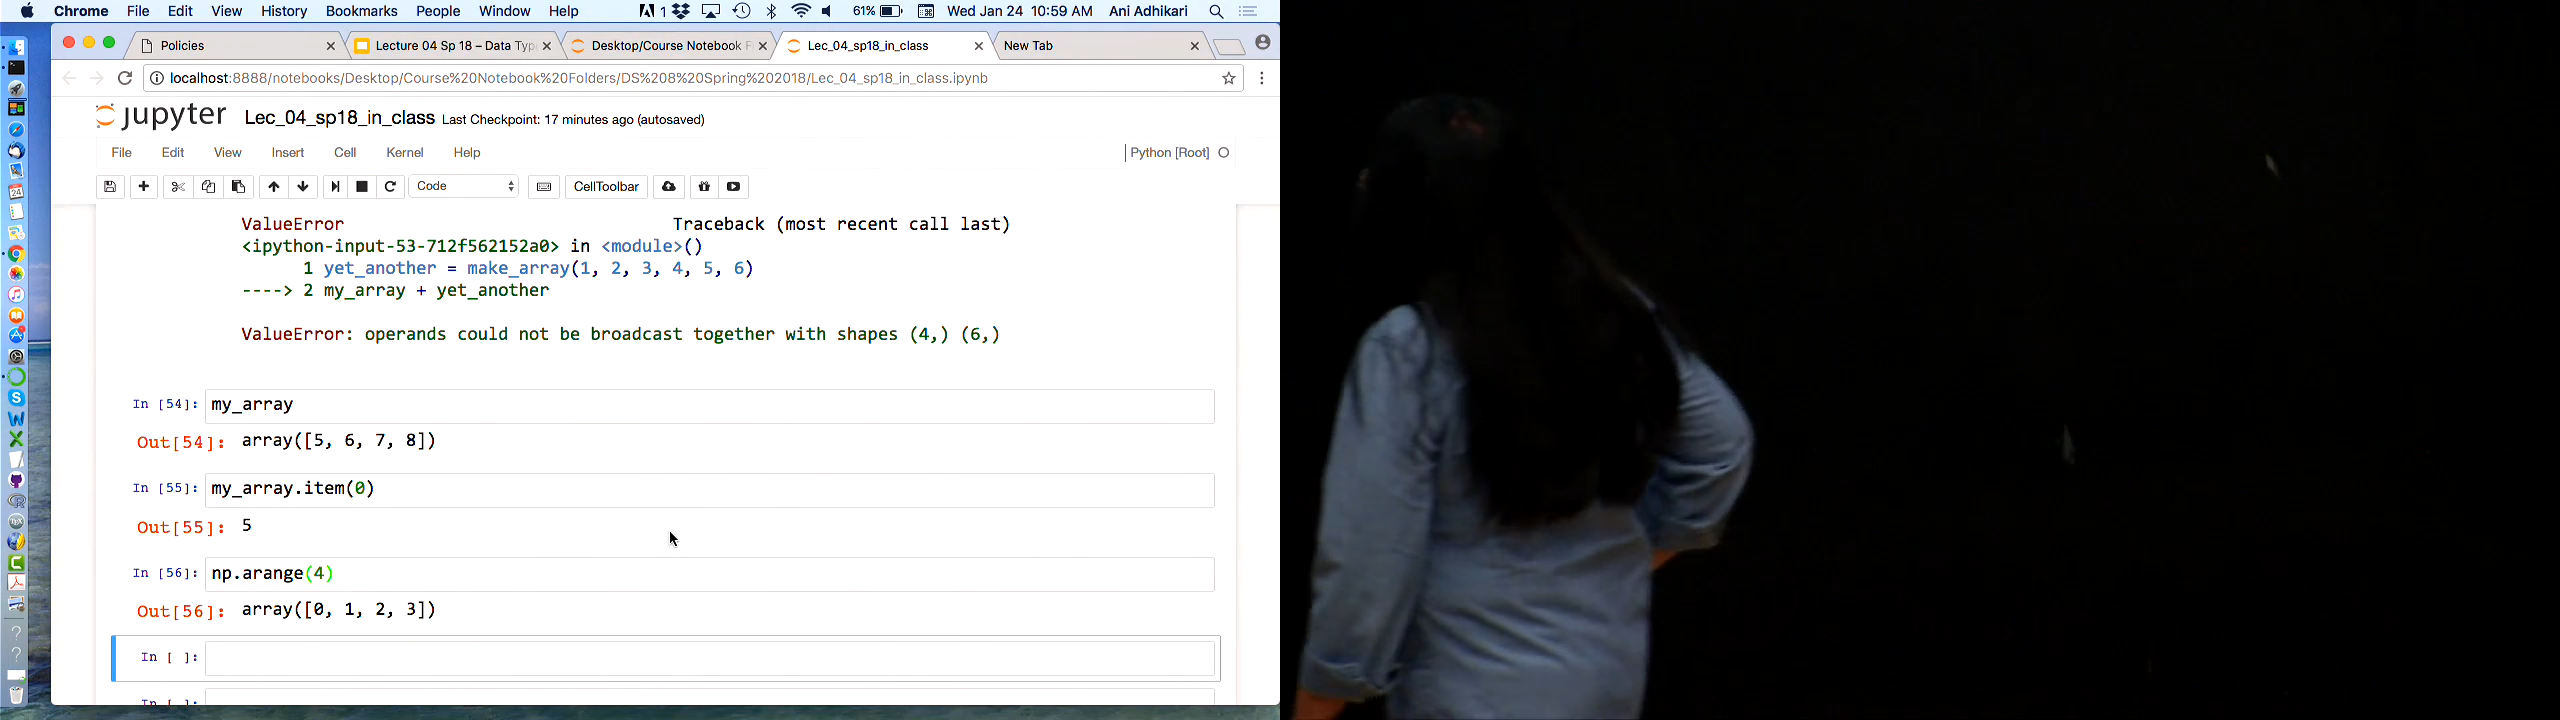 Chrome File Edit View History Bookmarks People Window Help 1 61% Wed Jan 24 10:59 AM Ani Adhikari
Policies Lecture 04 Sp 18 – Data Typ Desktop/Course Notebook F Lec_04_sp18_in_class New Tab
localhost:8888/notebooks/Desktop/Course%20Notebook%20Folders/DS%208%20Spring%202018/Lec_04_sp18_in_class.ipynb
jupyter Lec_04_sp18_in_class Last Checkpoint: 17 minutes ago (autosaved)
File Edit View Insert Cell Kernel Help Python [Root]
Code CellToolbar
ValueError Traceback (most recent call last)
<ipython-input-53-712f562152a0> in <module>()
1 yet_another = make_array(1, 2, 3, 4, 5, 6)
----> 2 my_array + yet_another
ValueError: operands could not be broadcast together with shapes (4,) (6,)
In [54]: my_array
Out[54]: array([5, 6, 7, 8])
In [55]: my_array.item(0)
Out[55]: 5
In [56]: np.arange(4)
Out[56]: array([0, 1, 2, 3])
In [ ]:
In [ ]: